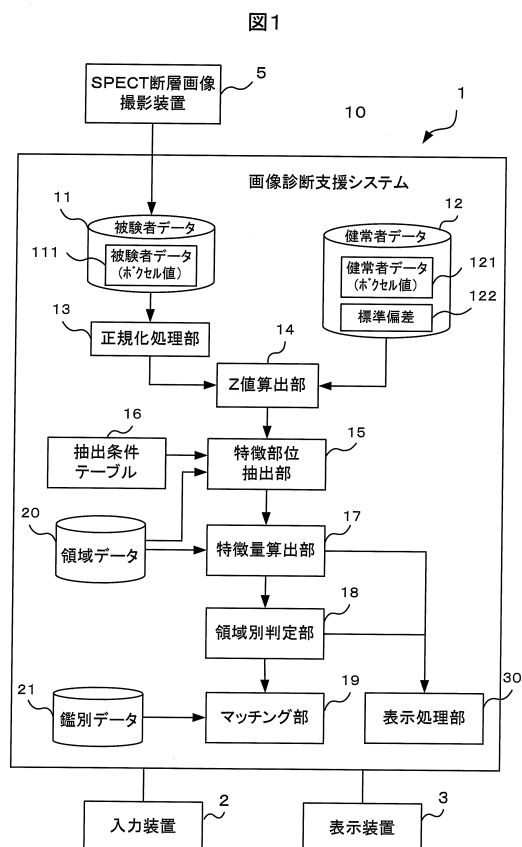 図1
SPECT断層画像
撮影装置
5
10
1
画像診断支援システム
11
被験者データ
111
被験者データ
(ボクセル値)
12
健常者データ
健常者データ
(ボクセル値)
121
標準偏差
122
13
正規化処理部
14
Z値算出部
16
抽出条件
テーブル
15
特徴部位
抽出部
20
領域データ
17
特徴量算出部
18
領域別判定部
21
鑑別データ
19
マッチング部
30
表示処理部
2
入力装置
3
表示装置